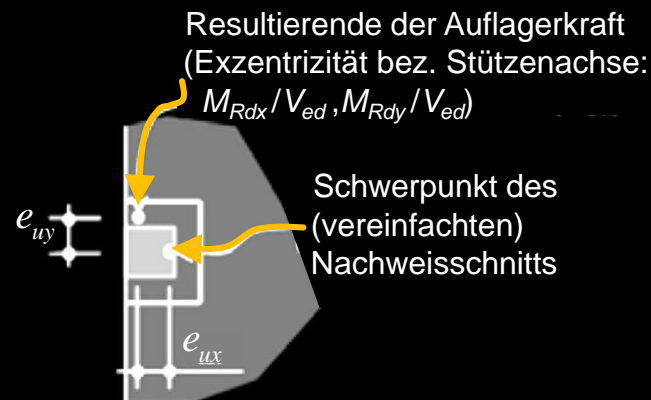 Resultierende der Auflagerkraft
(Exzentrizität bez. Stützenachse:
M_Rdx/V_ed,M_Rdy/V_ed)
Schwerpunkt des
(vereinfachten)
Nachweisschnitts
e_uy
e_ux